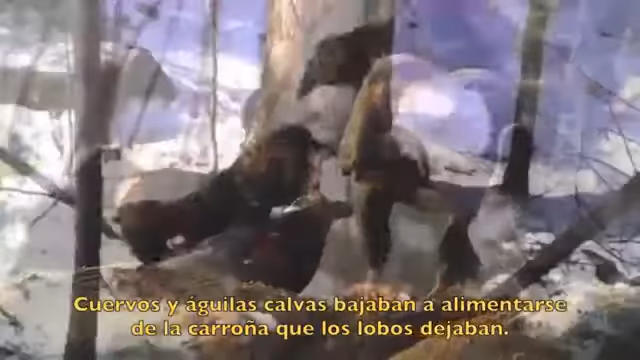 Cuervos y águilas calvas bajaban a alimentarse
de la carroña que los lobos dejaban.